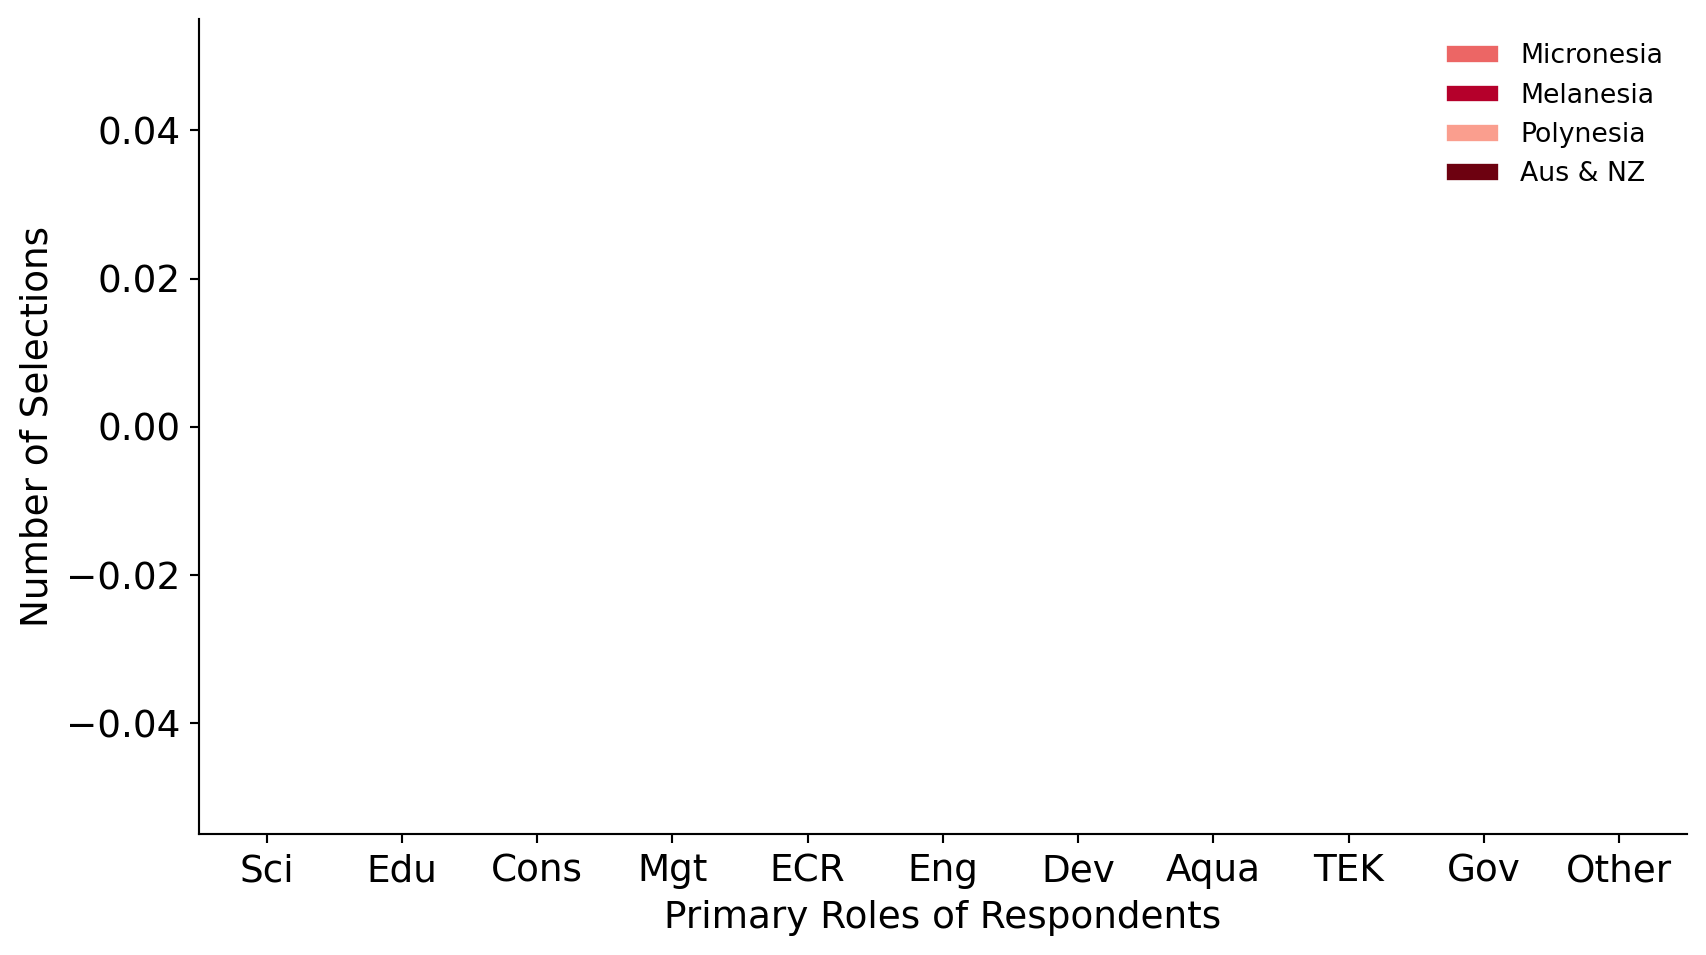 Micronesia
Melanesia
Polynesia
Aus & NZ
Number of Selections
0.04
0.02
0.00
−0.02
−0.04
Sci Edu Cons Mgt ECR Eng Dev Aqua TEK Gov Other
Primary Roles of Respondents